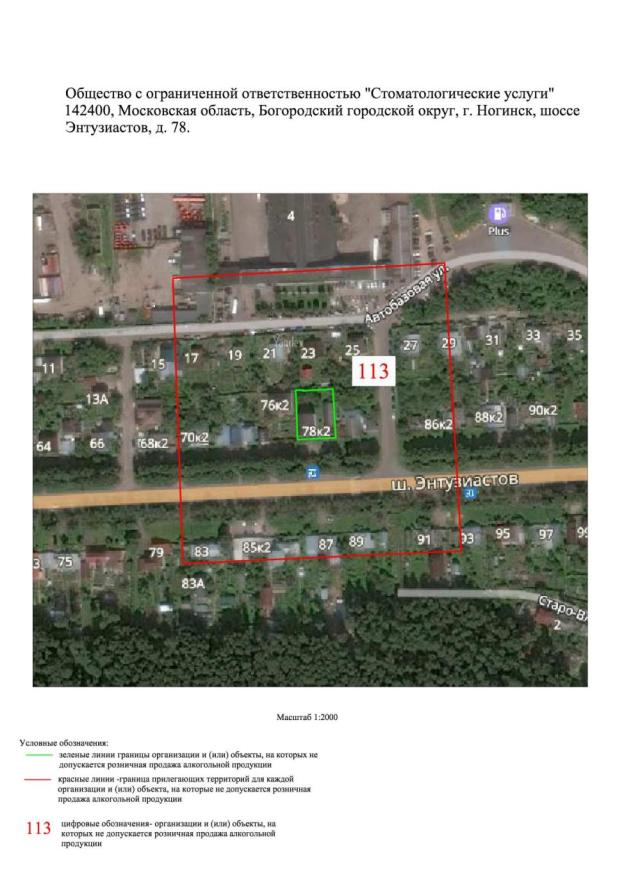 Общество с ограниченной ответственностью "Стоматологические услуги"
142400, Московская область, Богородский городской округ, г. Ногинск, шоссе
Энтузиастов, д. 78.
4
Plus
Автобазовая ул.
11
15
17
19
21
23
25
27
29
31
33
35
113
13А
76к2
78к2
64
66
68к2
70к2
86к2
88к2
90к2
ш. Энтузиастов
75
79
83
85к2
87
89
91
93
95
97
83А
2
Масштаб 1:2000
Условные обозначения:
зеленые линии границы организации и (или) объекты, на которых не
допускается розничная продажа алкогольной продукции
красные линии -граница прилегающих территорий для каждой
организации и (или) объекта, на которые не допускается розничная
продажа алкогольной продукции
113
цифровые обозначения- организации и (или) объекты, на
которых не допускается розничная продажа алкогольной
продукции